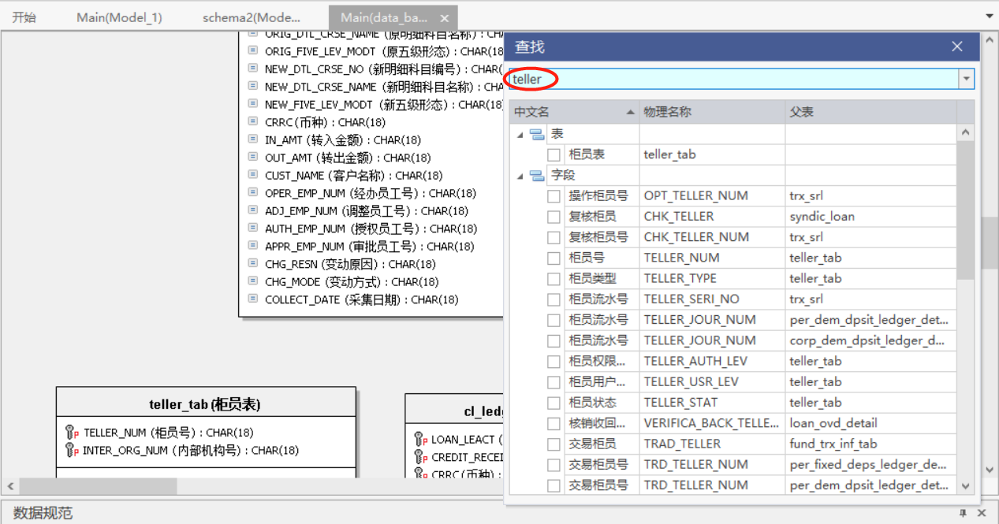 开始 Main(Model_1) schema2(Mode... Main(data_ba...
ORIG_DTL_CRSE_NAME (原明细科目名称) : CHA
ORIG_FIVE_LEV_MODT (原五级形态) : CHAR(18
NEW_DTL_CRSE_NO (新明细科目编号) : CHAR(
NEW_DTL_CRSE_NAME (新明细科目名称) : CHA
NEW_FIVE_LEV_MODT (新五级形态) : CHAR(18)
CRRC(币种) : CHAR(18)
IN_AMT (转入金额) : CHAR(18)
OUT_AMT (转出金额) : CHAR(18)
CUST_NAME (客户名称) : CHAR(18)
OPER_EMP_NUM (经办员工号) : CHAR(18)
ADJ_EMP_NUM (调整员工号) : CHAR(18)
AUTH_EMP_NUM (授权员工号) : CHAR(18)
APPR_EMP_NUM (审批员工号) : CHAR(18)
CHG_RESN (变动原因) : CHAR(18)
CHG_MODE (变动方式) : CHAR(18)
COLLECT_DATE (采集日期) : CHAR(18)
teller_tab (柜员表)
TELLER_NUM (柜员号) : CHAR(18)
INTER_ORG_NUM (内部机构号) : CHAR(18)
cl_led
LOAN_LEACT (
CREDIT_RECEI
CRRC(币种) :
查找
teller
中文名 物理名称 父表
表
柜员表 teller_tab
字段
操作柜员号 OPT_TELLER_NUM trx_srl
复核柜员 CHK_TELLER syndic_loan
复核柜员号 CHK_TELLER_NUM trx_srl
柜员号 TELLER_NUM teller_tab
柜员类型 TELLER_TYPE teller_tab
柜员流水号 TELLER_SERI_NO trx_srl
柜员流水号 TELLER_JOUR_NUM per_dem_dpsit_ledger_det...
柜员流水号 TELLER_JOUR_NUM corp_dem_dpsit_ledger_d...
柜员权限... TELLER_AUTH_LEV teller_tab
柜员用户... TELLER_USR_LEV teller_tab
柜员状态 TELLER_STAT teller_tab
核销收回... VERIFICA_BACK_TELLE... loan_ovd_detail
交易柜员 TRAD_TELLER fund_trx_inf_tab
交易柜员号 TRD_TELLER_NUM per_fixed_deps_ledger_de...
交易柜员号 TRD_TELLER_NUM per_dem_dpsit_ledger_det...
数据规范